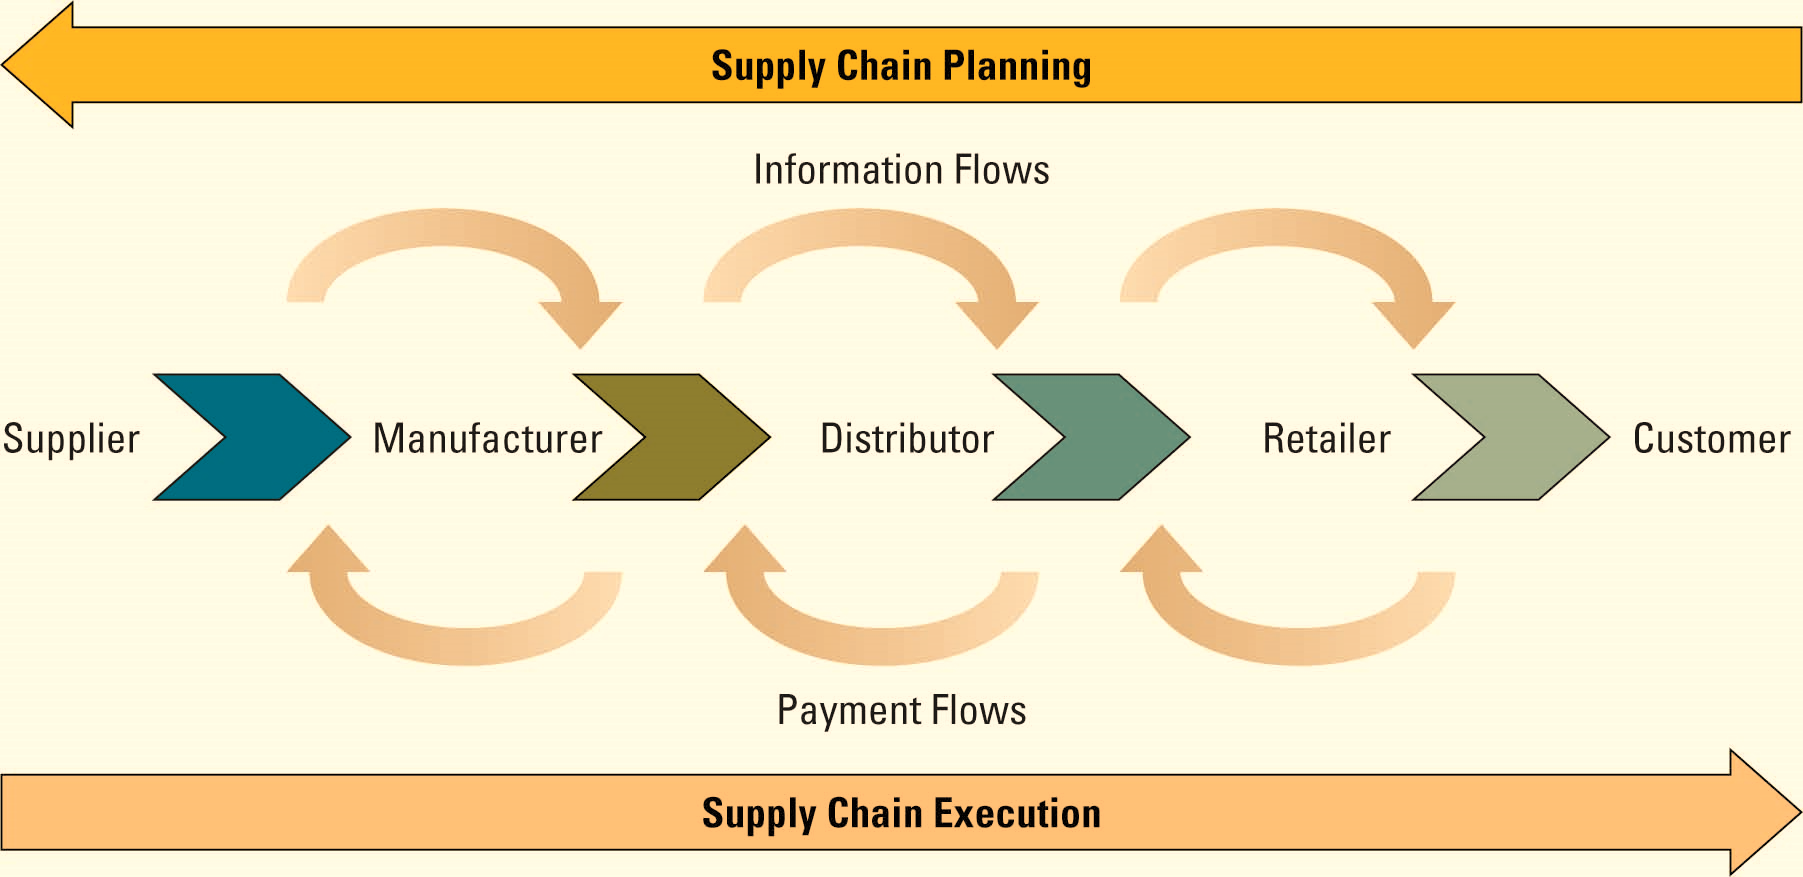 Supply Chain Planning
Information Flows
Supplier Manufacturer Distributor Retailer Customer
Payment Flows
Supply Chain Execution